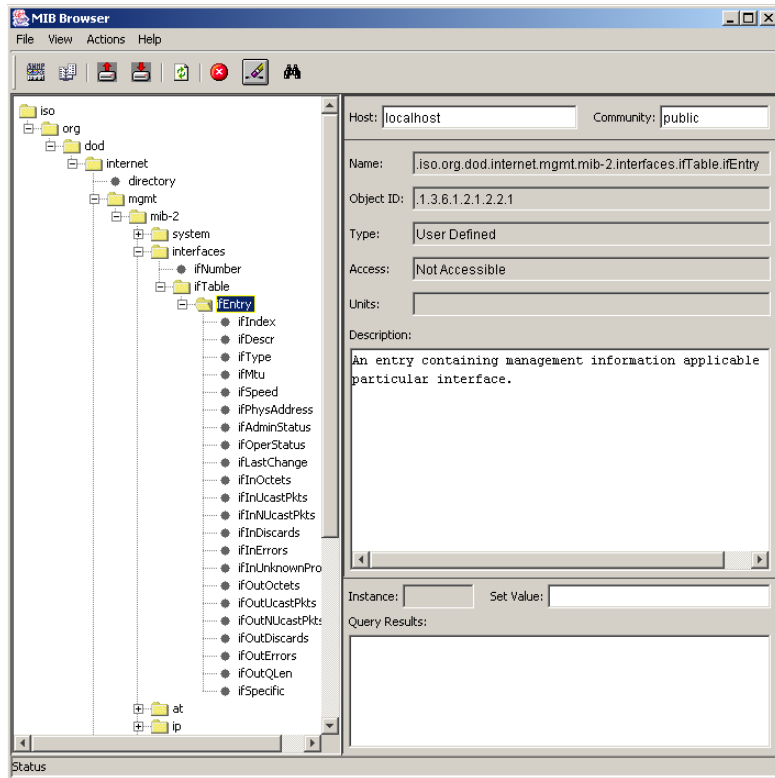 MIB Browser
File View Actions Help
iso
org
dod
internet
directory
mgmt
mib-2
system
interfaces
ifNumber
ifTable
ifEntry
ifIndex
ifDescr
ifType
ifMtu
ifSpeed
ifPhysAddress
ifAdminStatus
ifOperStatus
ifLastChange
ifInOctets
ifInUcastPkts
ifInNUcastPkts
ifInDiscards
ifInErrors
ifInUnknownPro
ifOutOctets
ifOutUcastPkts
ifOutNUcastPkts
ifOutDiscards
ifOutErrors
ifOutQLen
ifSpecific
at
ip
Host: localhost Community: public
Name: .iso.org.dod.internet.mgmt.mib-2.interfaces.ifTable.ifEntry
Object ID: .1.3.6.1.2.1.2.2.1
Type: User Defined
Access: Not Accessible
Units:
Description:
An entry containing management information applicable
particular interface.
Instance: Set Value:
Query Results:
Status